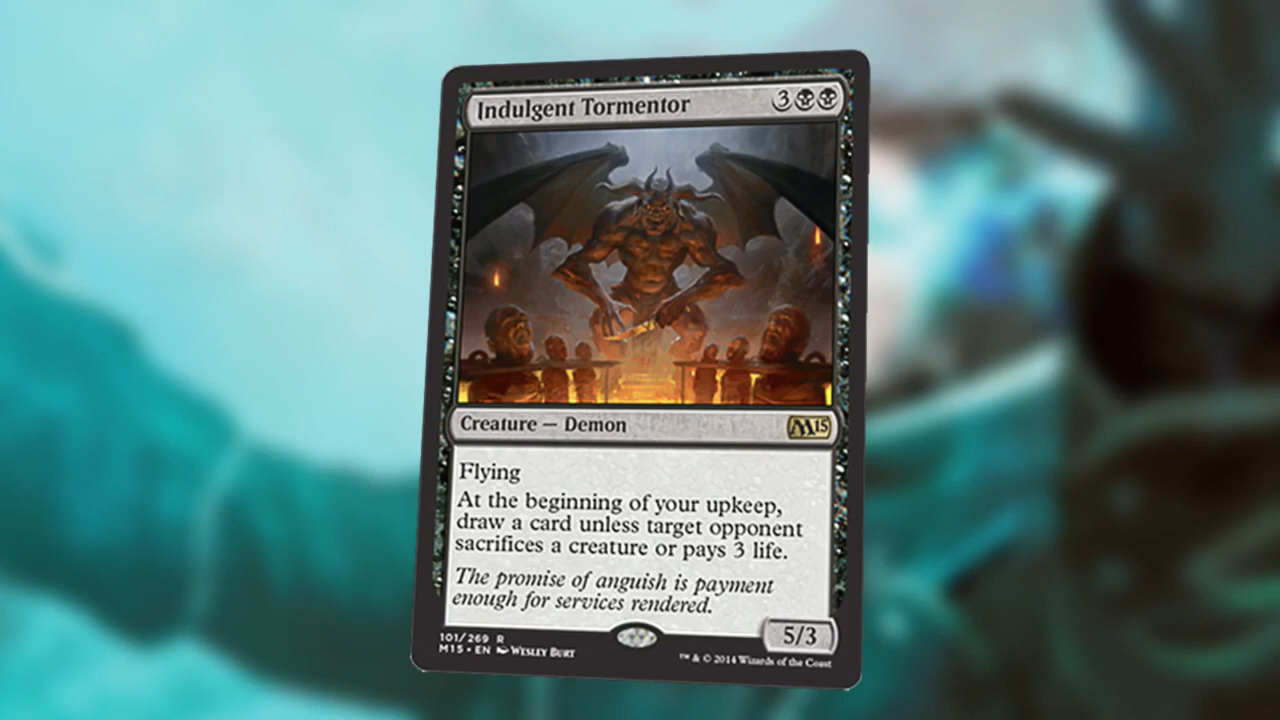 Indulgent Tormentor 3
Creature — Demon M15
Flying
At the beginning of your upkeep,
draw a card unless target opponent
sacrifices a creature or pays 3 life.
The promise of anguish is payment
enough for services rendered.
5/3
101/269 R
M15 • EN Wesley Burt
™ & © 2014 Wizards of the Coast